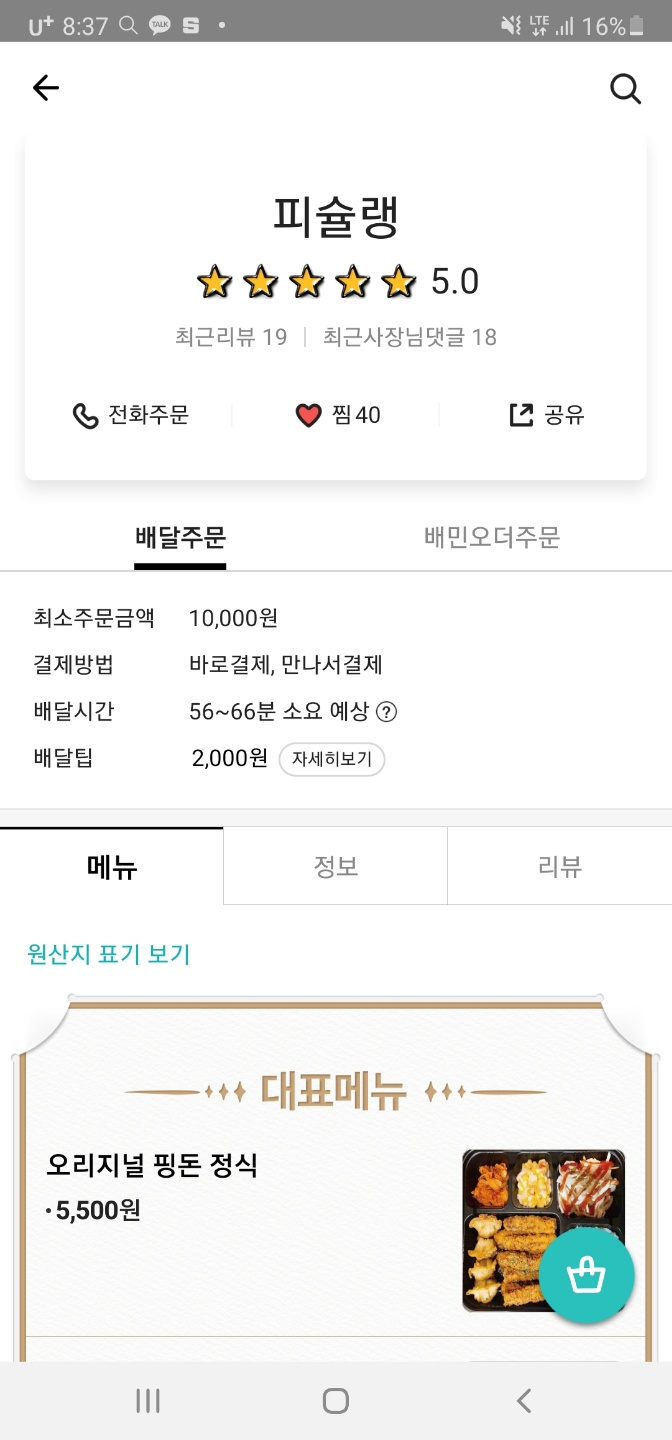 U+ 8:37 TALK S LTE 16%
피슐랭
5.0
최근리뷰 19 | 최근사장님댓글 18
전화주문 찜 40 공유
배달주문 배민오더주문
최소주문금액 10,000원
결제방법 바로결제, 만나서결제
배달시간 56~66분 소요 예상 ?
배달팁 2,000원 자세히보기
메뉴 정보 리뷰
원산지 표기 보기
대표메뉴
오리지널 핑돈 정식
· 5,500원